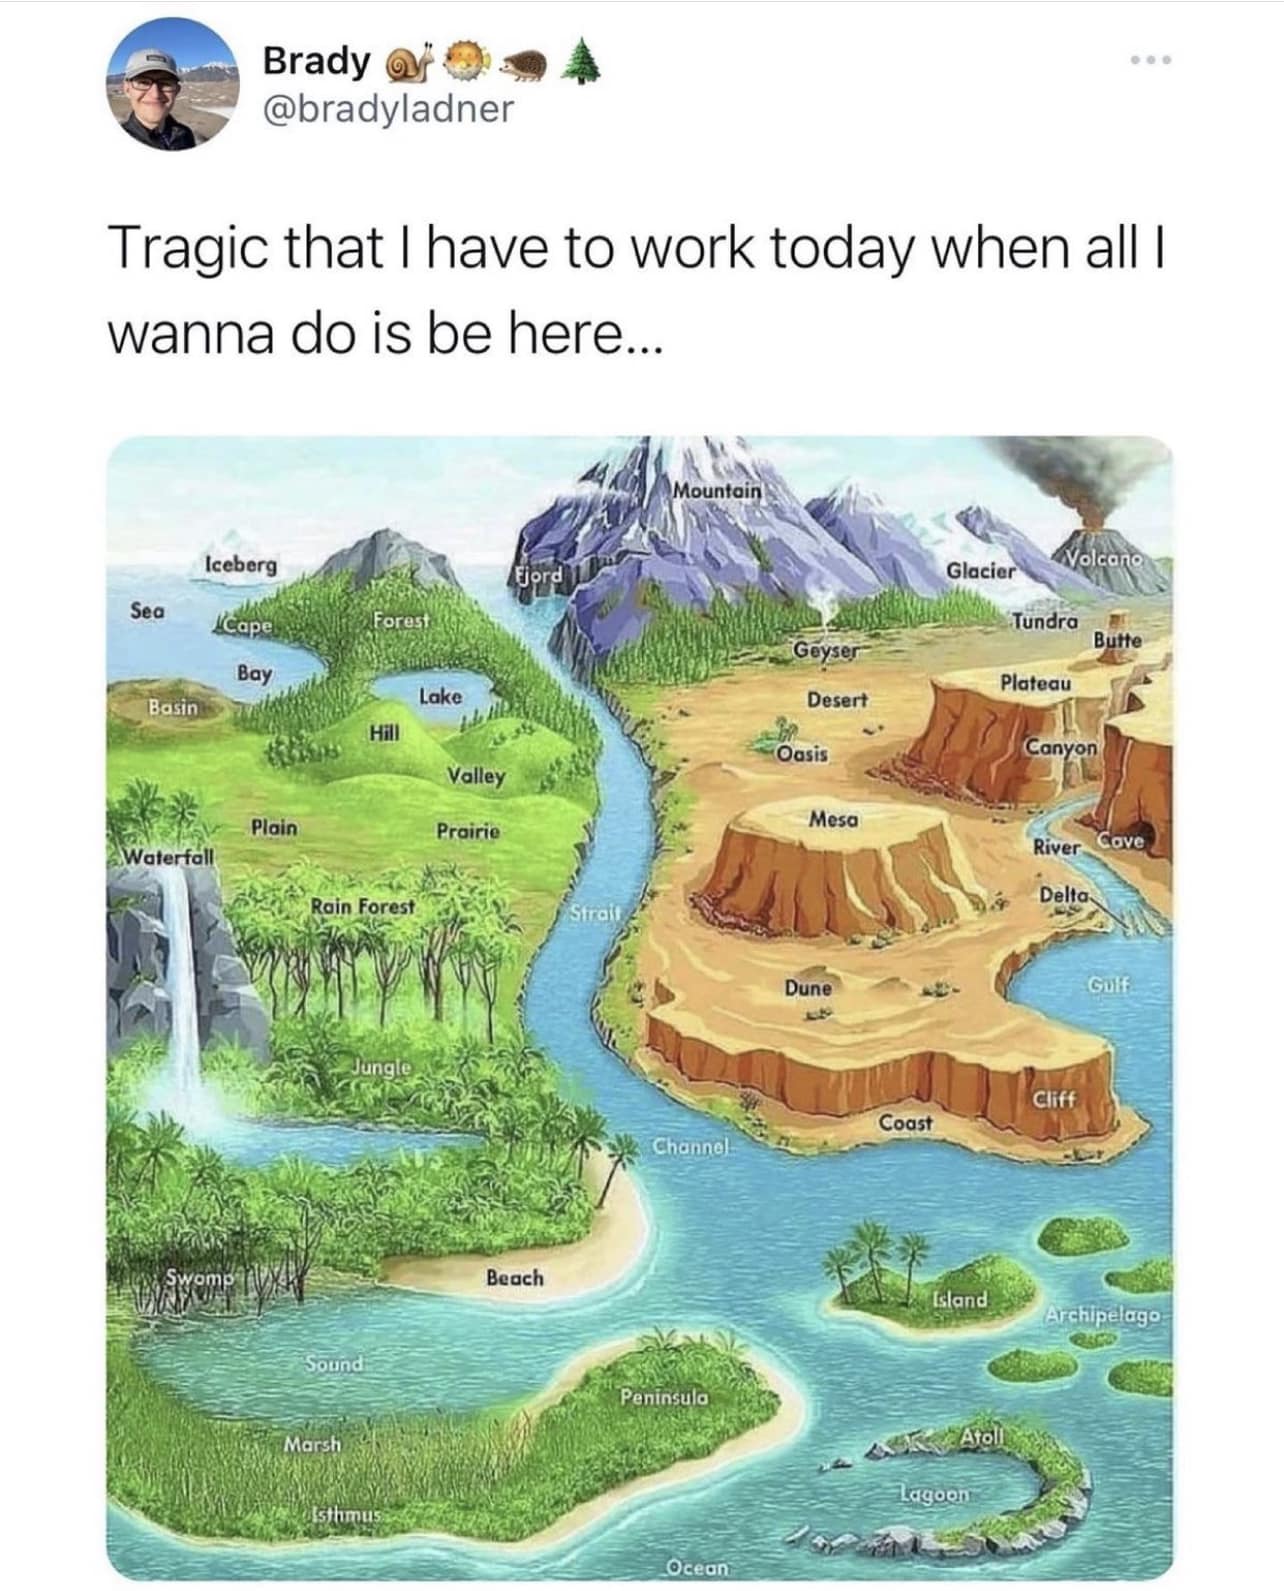 Brady
@bradyladner
Tragic that I have to work today when all I
wanna do is be here...
Mountain
Iceberg
Fjord
Glacier
Volcano
Sea
Cape
Forest
Tundra
Butte
Geyser
Bay
Basin
Lake
Desert
Plateau
Hill
Oasis
Canyon
Valley
Plain
Prairie
Mesa
Waterfall
River
Cave
Rain Forest
Strait
Delta
Dune
Gulf
Jungle
Cliff
Coast
Channel
Swamp
Beach
Island
Archipelago
Sound
Peninsula
Marsh
Atoll
Lagoon
Isthmus
Ocean